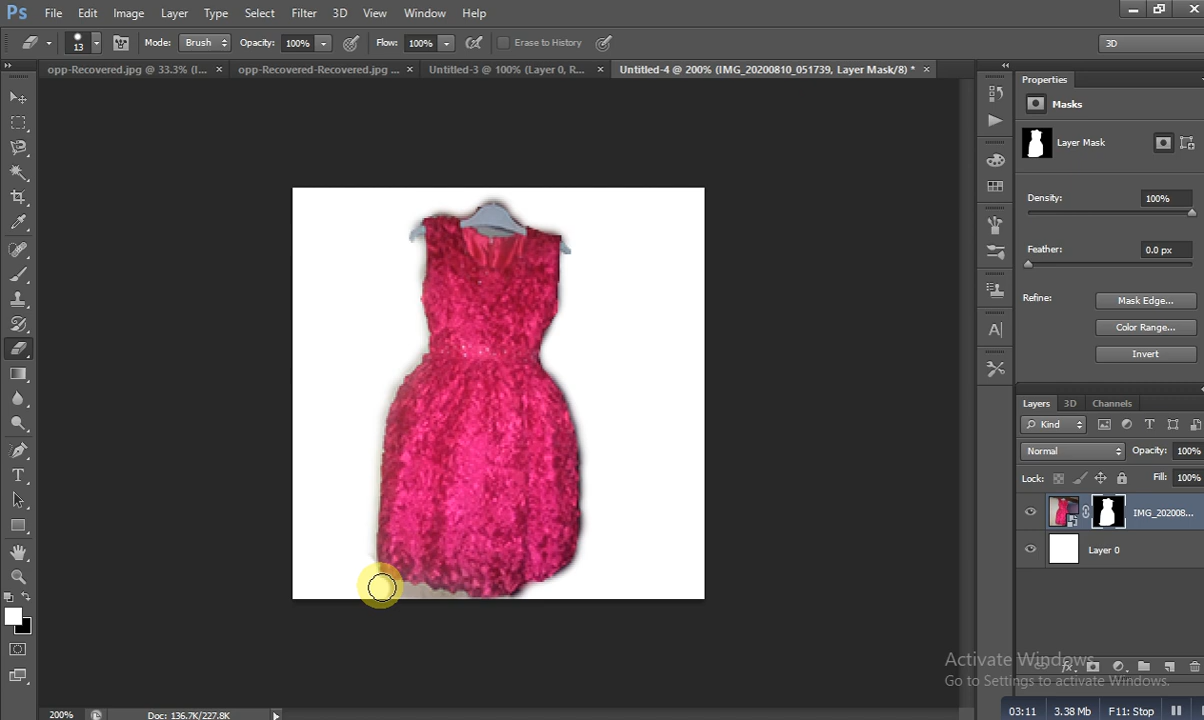 Ps File Edit Image Layer Type Select Filter 3D View Window Help
13 Mode: Brush Opacity: 100% Flow: 100% Erase to History 3D
opp-Recovered.jpg @ 33.3% (l... × opp-Recovered-Recovered.jpg ... × Untitled-3 @ 100% (Layer 0, R... × Untitled-4 @ 200% (IMG_20200810_051739, Layer Mask/8) * ×
Properties
Masks
Layer Mask
Density: 100%
Feather: 0.0 px
Refine: Mask Edge...
Color Range...
Invert
Layers 3D Channels
Kind
Normal Opacity: 100%
Lock: Fill: 100%
IMG_202008...
Layer 0
Activate Windows
Go to Settings to activate Windows.
200% Doc: 136.7K/227.8K
03:11 3.38 Mb F11: Stop